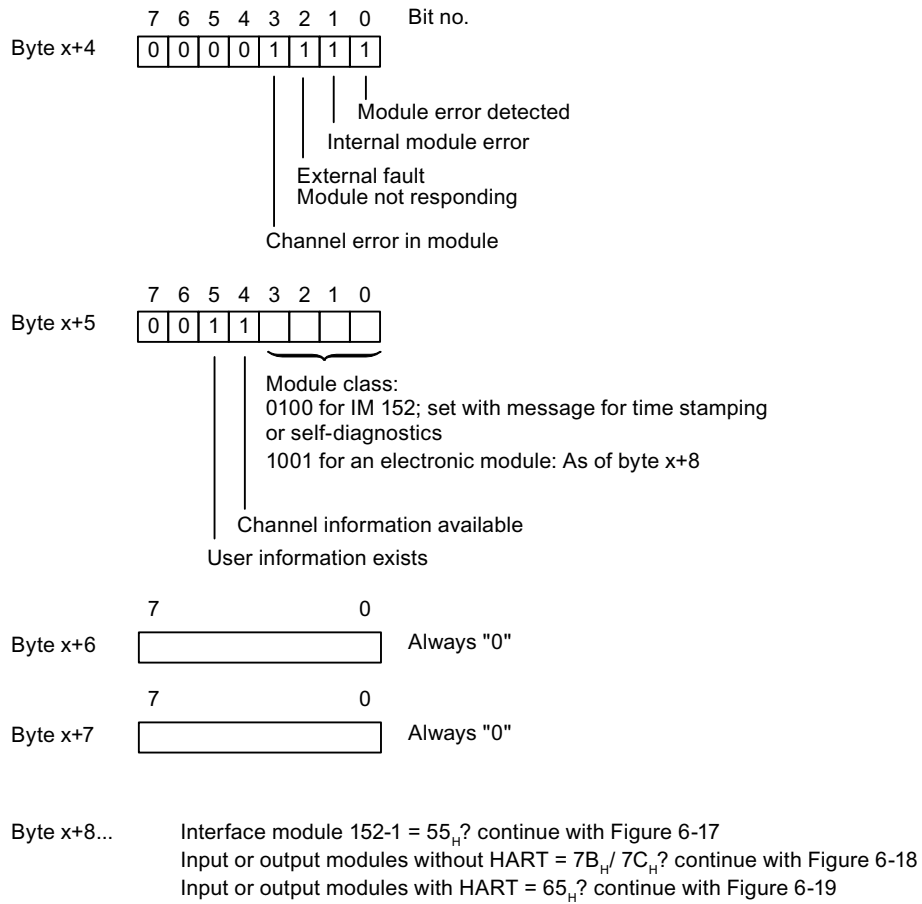 7 6 5 4 3 2 1 0 Bit no.
Byte x+4 0 0 0 0 1 1 1 1
Module error detected
Internal module error
External fault
Module not responding
Channel error in module
7 6 5 4 3 2 1 0
Byte x+5 0 0 1 1
Module class:
0100 for IM 152; set with message for time stamping
or self-diagnostics
1001 for an electronic module: As of byte x+8
Channel information available
User information exists
7 0
Byte x+6 Always "0"
7 0
Byte x+7 Always "0"
Byte x+8... Interface module 152-1 = 55H? continue with Figure 6-17
Input or output modules without HART = 7BH/ 7CH? continue with Figure 6-18
Input or output modules with HART = 65H? continue with Figure 6-19